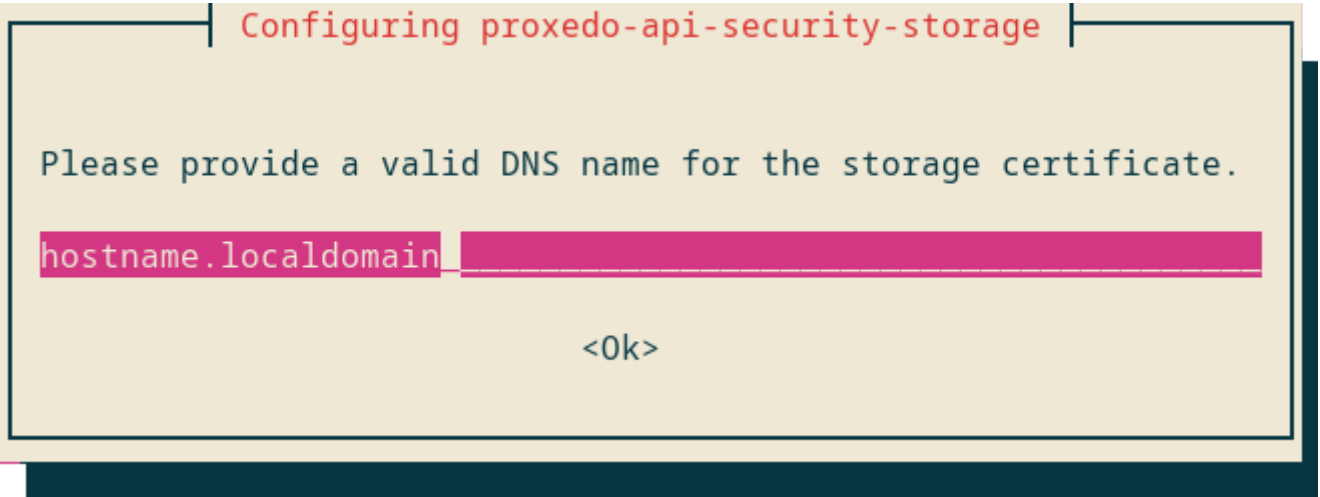 Configuring proxedo-api-security-storage
Please provide a valid DNS name for the storage certificate.
hostname.localdomain
<Ok>